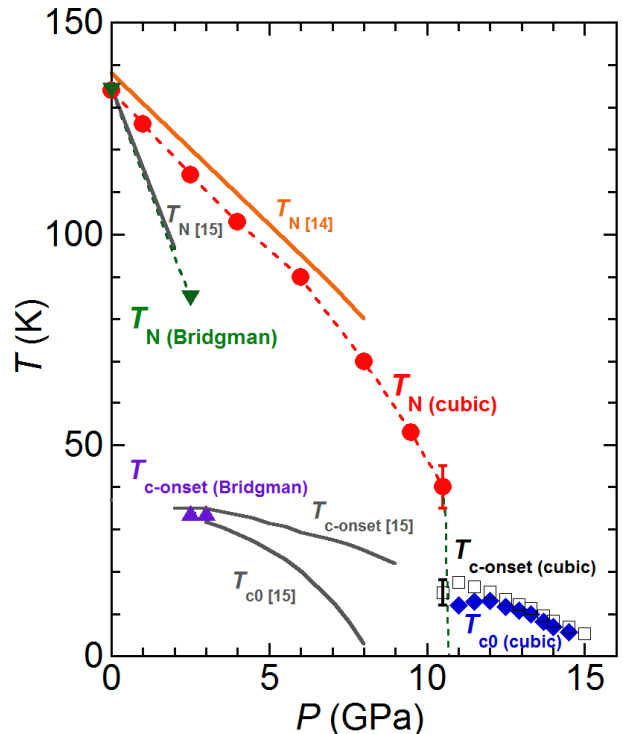 150
100
50
0
T (K)
0
5
10
15
P (GPa)
T N [15]
T N [14]
T N (Bridgman)
T N (cubic)
T c-onset (Bridgman)
T c-onset [15]
T c0 [15]
T c-onset (cubic)
T c0 (cubic)